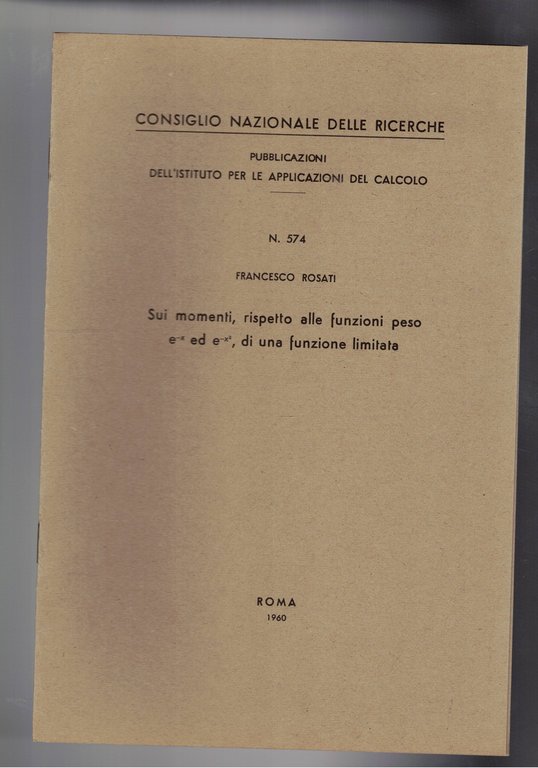 CONSIGLIO NAZIONALE DELLE RICERCHE
PUBBLICAZIONI
DELL'ISTITUTO PER LE APPLICAZIONI DEL CALCOLO
N. 574
FRANCESCO ROSATI
Sui momenti, rispetto alle funzioni peso
e⁻ˣ ed e⁻ˣ², di una funzione limitata
ROMA
1960